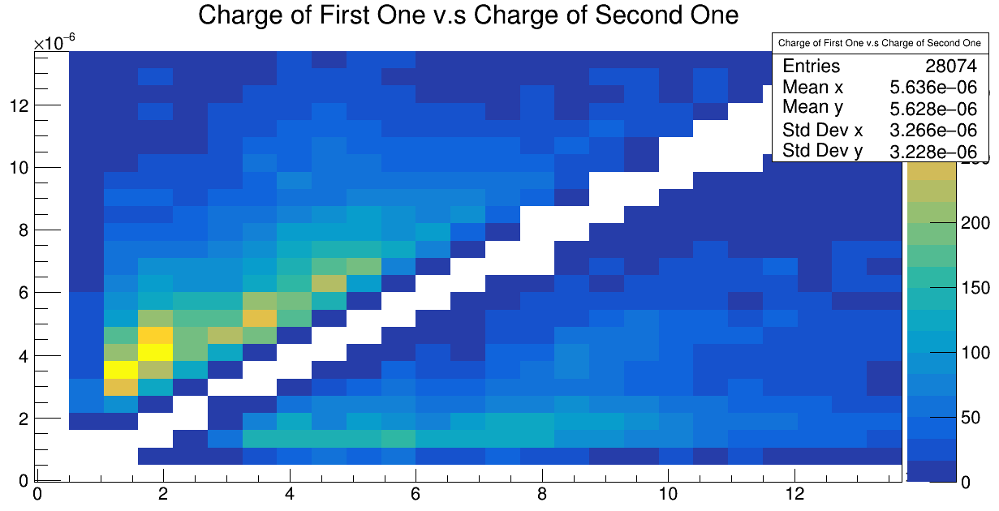 Charge of First One v.s Charge of Second One
×10⁻⁶
Charge of First One v.s Charge of Second One
Entries 28074
Mean x 5.636e−06
Mean y 5.628e−06
Std Dev x 3.266e−06
Std Dev y 3.228e−06
12
10
8
6
4
2
0
0 2 4 6 8 10 12
200
150
100
50
0